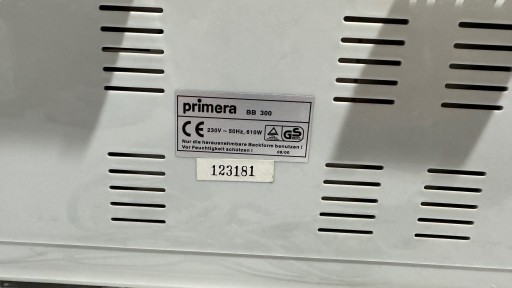 primera BB 300
CE 230V ~ 50Hz, 610W GS
Nur die herausnehmbare Backform benutzen !
Vor Feuchtigkeit schützen !
123181